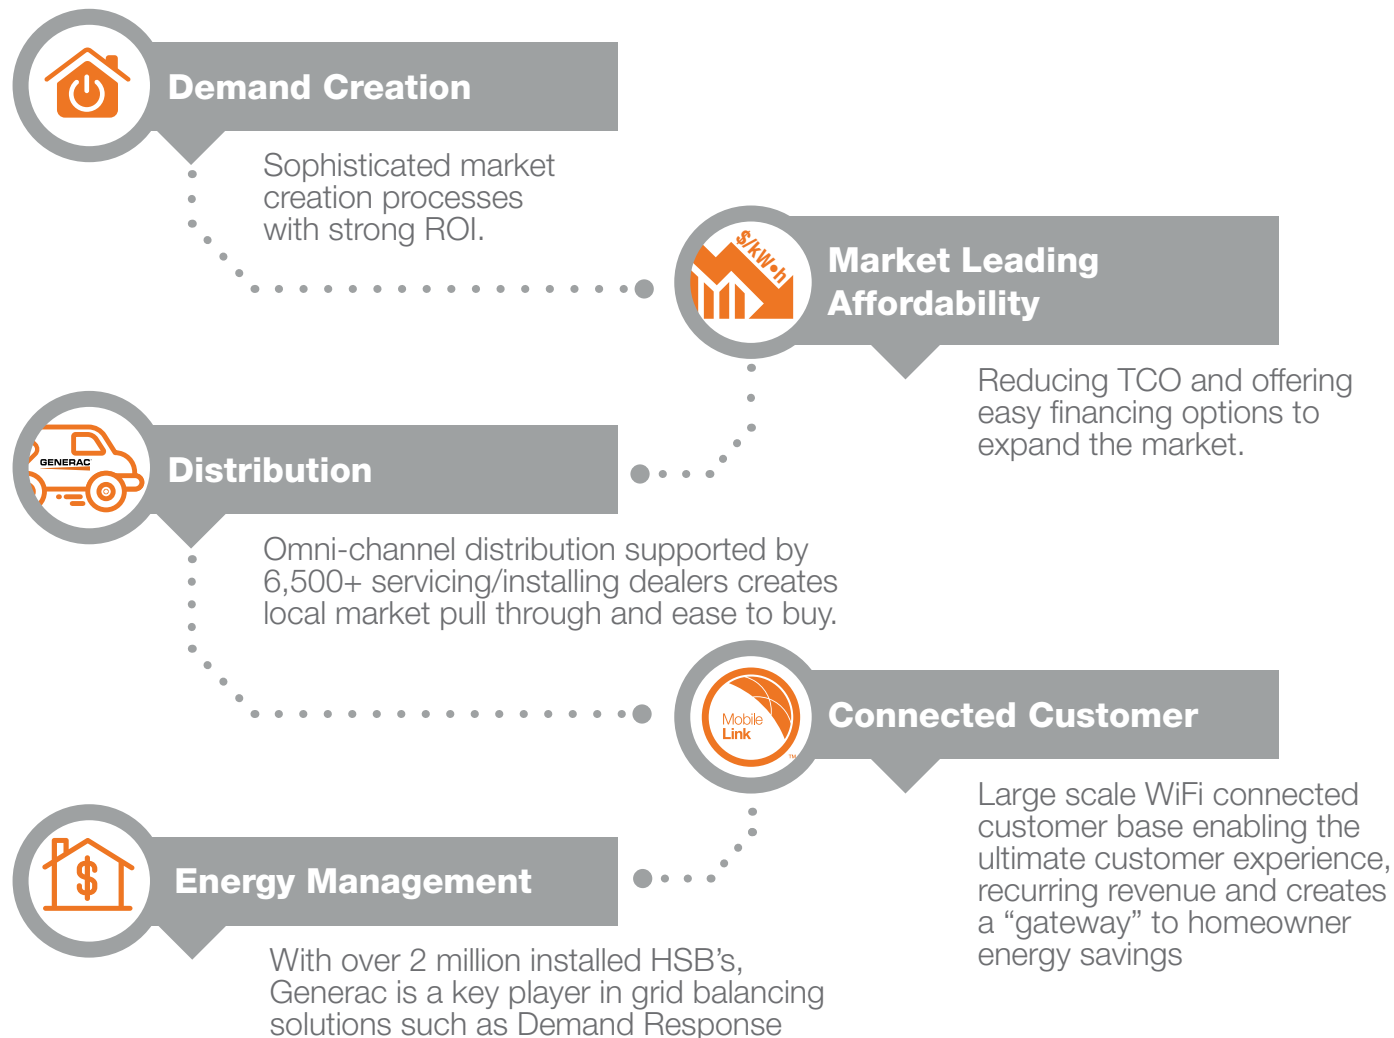 Demand Creation
Sophisticated market
creation processes
with strong ROI.
$/kW•h
Market Leading
Affordability
Reducing TCO and offering
easy financing options to
expand the market.
GENERAC
Distribution
Omni-channel distribution supported by
6,500+ servicing/installing dealers creates
local market pull through and ease to buy.
Mobile
Link
TM
Connected Customer
Large scale WiFi connected
customer base enabling the
ultimate customer experience,
recurring revenue and creates
a “gateway” to homeowner
energy savings
$
Energy Management
With over 2 million installed HSB’s,
Generac is a key player in grid balancing
solutions such as Demand Response